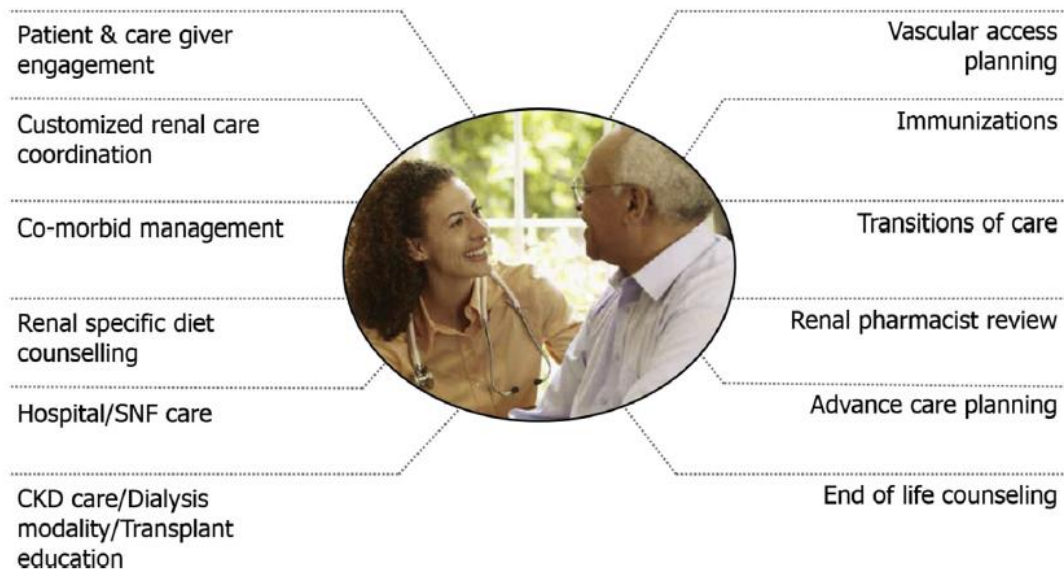 Patient & care giver
engagement
Customized renal care
coordination
Co-morbid management
Renal specific diet
counselling
Hospital/SNF care
CKD care/Dialysis
modality/Transplant
education
Vascular access
planning
Immunizations
Transitions of care
Renal pharmacist review
Advance care planning
End of life counseling